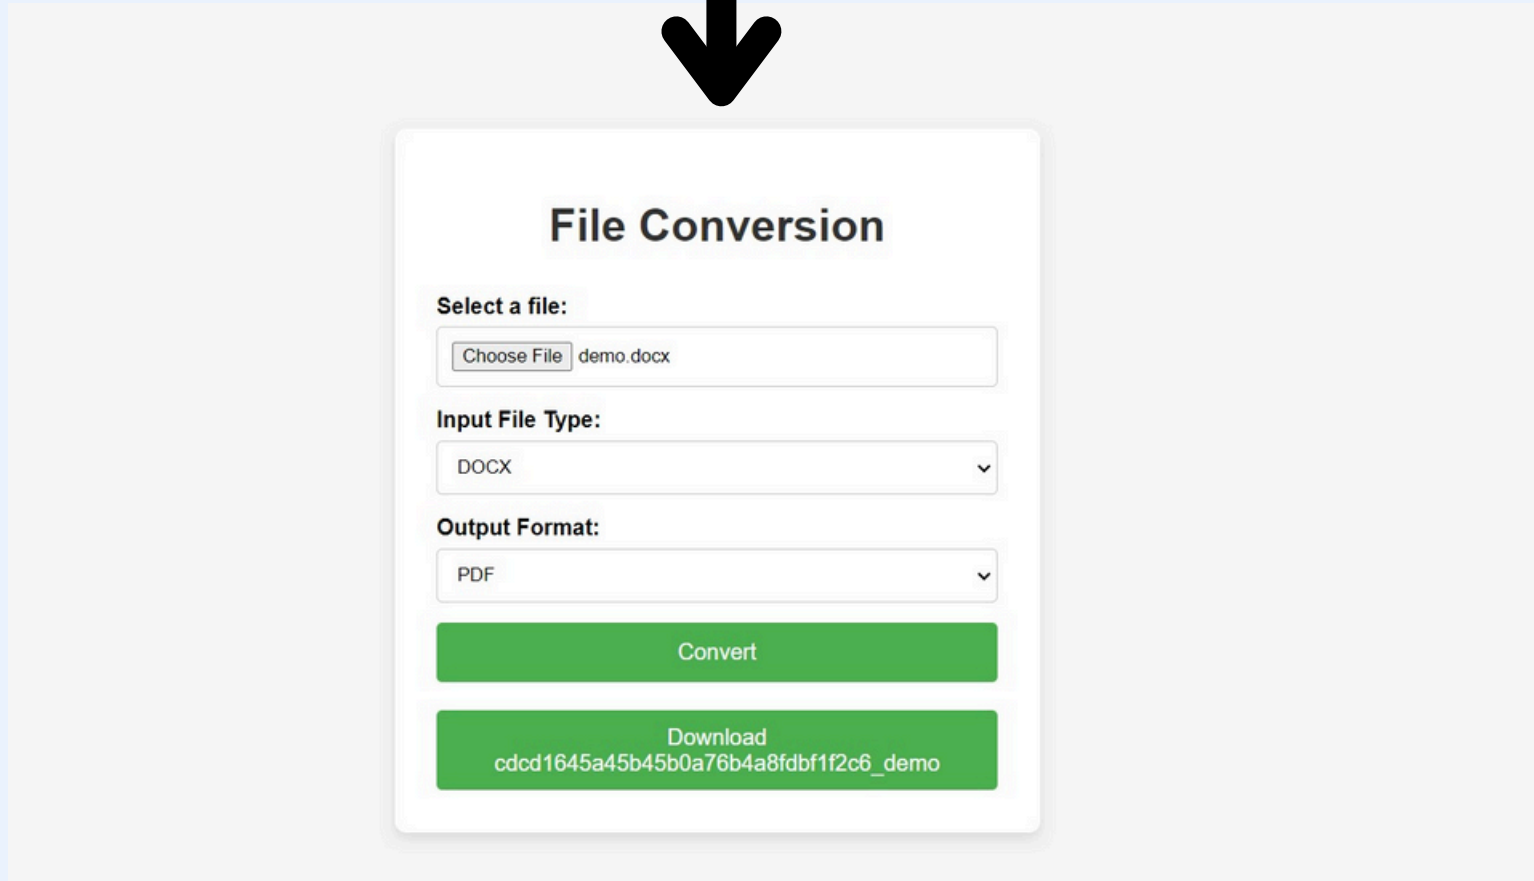 File Conversion
Select a file:
Choose File demo.docx
Input File Type:
DOCX
Output Format:
PDF
Convert
Download
cdcd1645a45b45b0a76b4a8fdbf1f2c6_demo